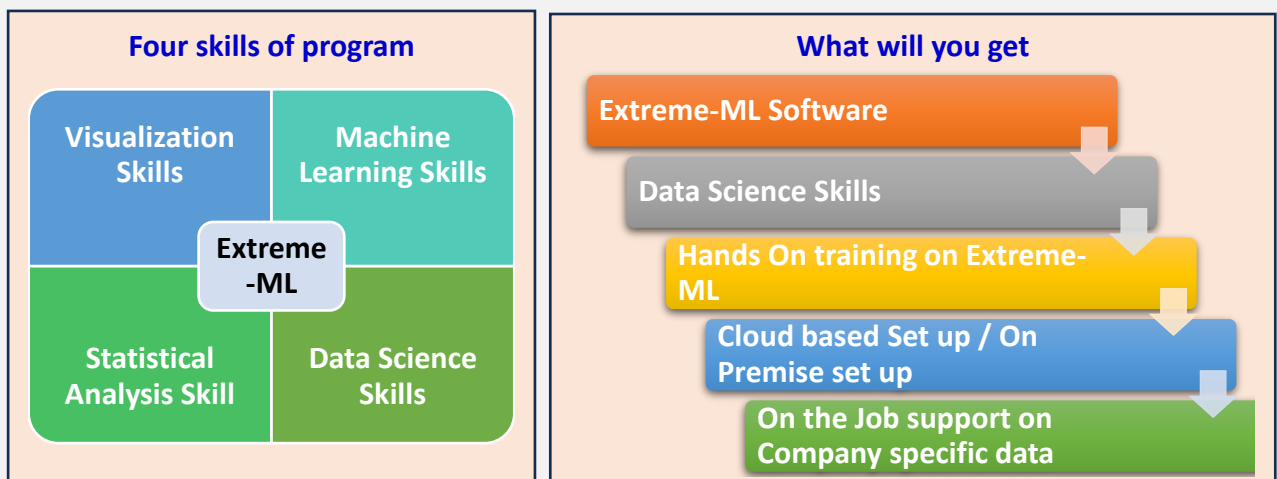 Four skills of program
Visualization
Skills
Machine
Learning Skills
Extreme
-ML
Statistical
Analysis Skill
Data Science
Skills
What will you get
Extreme-ML Software
Data Science Skills
Hands On training on Extreme-
ML
Cloud based Set up / On
Premise set up
On the Job support on
Company specific data